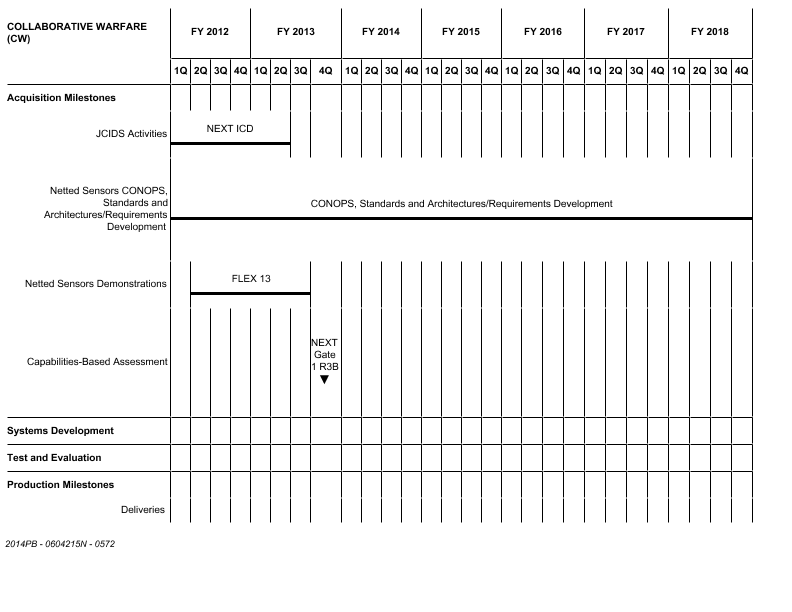 COLLABORATIVE WARFARE
(CW)
FY 2012 FY 2013 FY 2014 FY 2015 FY 2016 FY 2017 FY 2018
1Q 2Q 3Q 4Q 1Q 2Q 3Q 4Q 1Q 2Q 3Q 4Q 1Q 2Q 3Q 4Q 1Q 2Q 3Q 4Q 1Q 2Q 3Q 4Q 1Q 2Q 3Q 4Q
Acquisition Milestones
NEXT ICD
JCIDS Activities
Netted Sensors CONOPS,
Standards and
Architectures/Requirements
Development
CONOPS, Standards and Architectures/Requirements Development
FLEX 13
Netted Sensors Demonstrations
NEXT
Gate
1 R3B
Capabilities-Based Assessment
Systems Development
Test and Evaluation
Production Milestones
Deliveries
2014PB - 0604215N - 0572